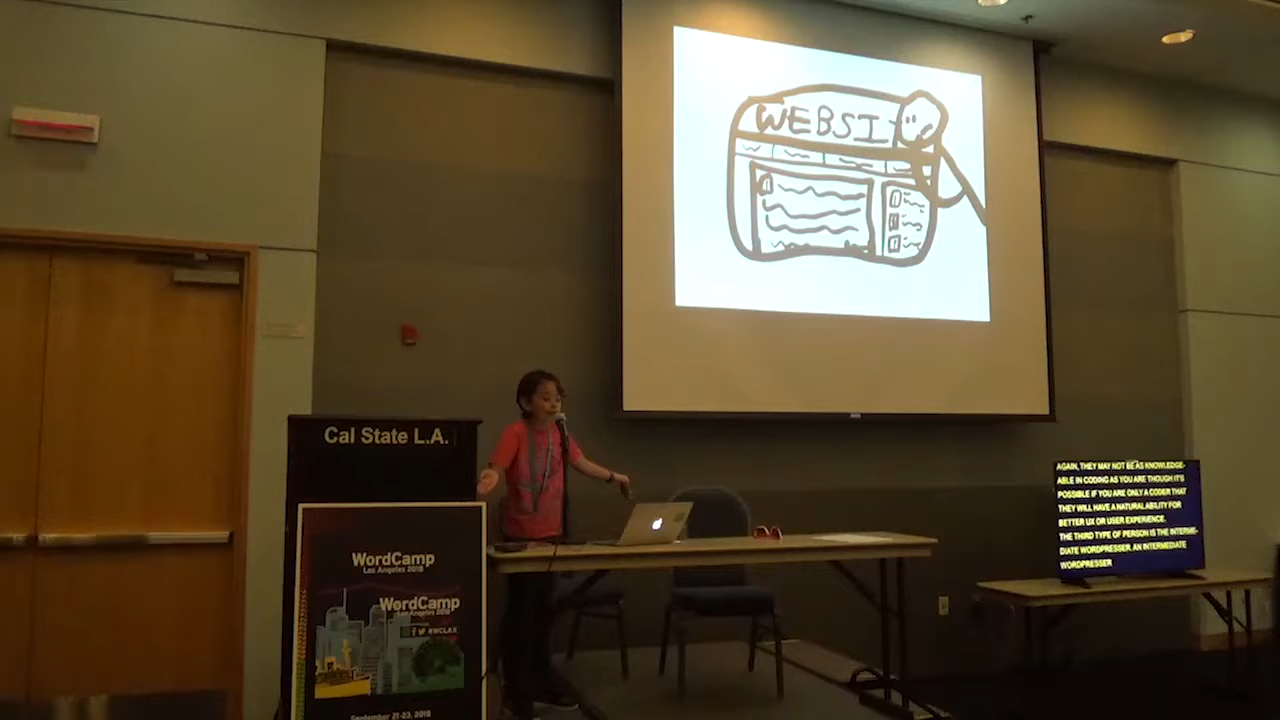 WEBSI
Cal State L.A.
WordCamp
Los Angeles 2018
WordCamp
Los Angeles 2018
#WCLAX
September 21-23, 2018
AGAIN, THEY MAY NOT BE AS KNOWLEDGE-
ABLE IN CODING AS YOU ARE THOUGH IT'S
POSSIBLE IF YOU ARE ONLY A CODER THAT
THEY WILL HAVE A NATURAL ABILITY FOR
BETTER UX OR USER EXPERIENCE.
THE THIRD TYPE OF PERSON IS THE INTERME-
DIATE WORDPRESSER. AN INTERMEDIATE
WORDPRESSER